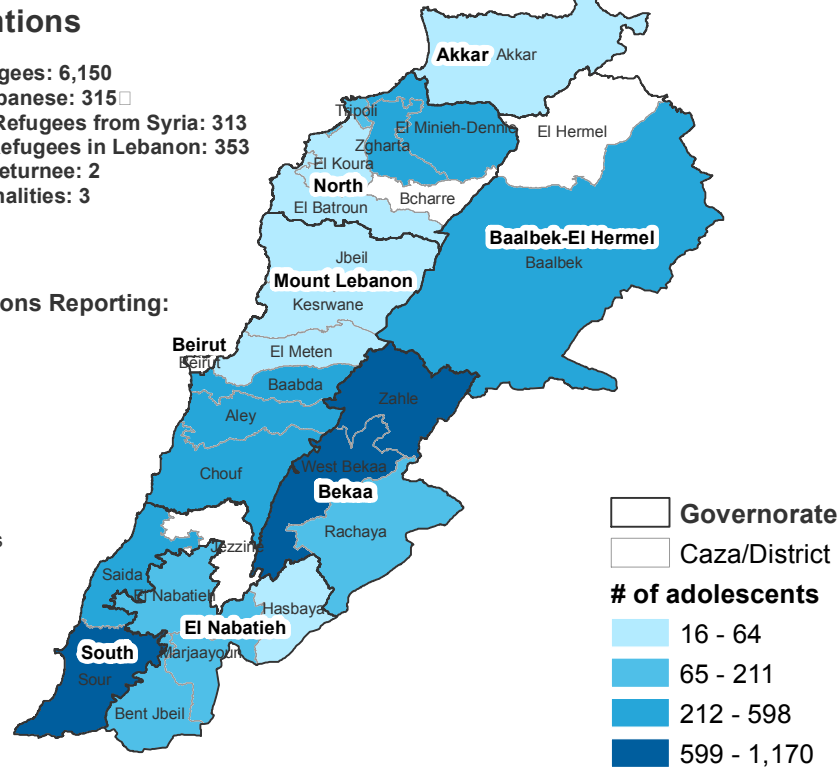 tions
gees: 6,150
banese: 315□
Refugees from Syria: 313
efugees in Lebanon: 353
eturnee: 2
nalities: 3
ons Reporting:
s
Akkar
Akkar
Tripoli
El Minieh-Dennie
El Hermel
Zgharta
El Koura
North
Bcharre
El Batroun
Baalbek-El Hermel
Baalbek
Jbeil
Mount Lebanon
Kesrwane
Beirut
Beirut
El Meten
Baabda
Zahle
Aley
West Bekaa
Chouf
Bekaa
Rachaya
Jezzine
Saida
El Nabatieh
Hasbaya
El Nabatieh
South
Marjaayoun
Sour
Bent Jbeil
Governorate
Caza/District
# of adolescents
16 - 64
65 - 211
212 - 598
599 - 1,170